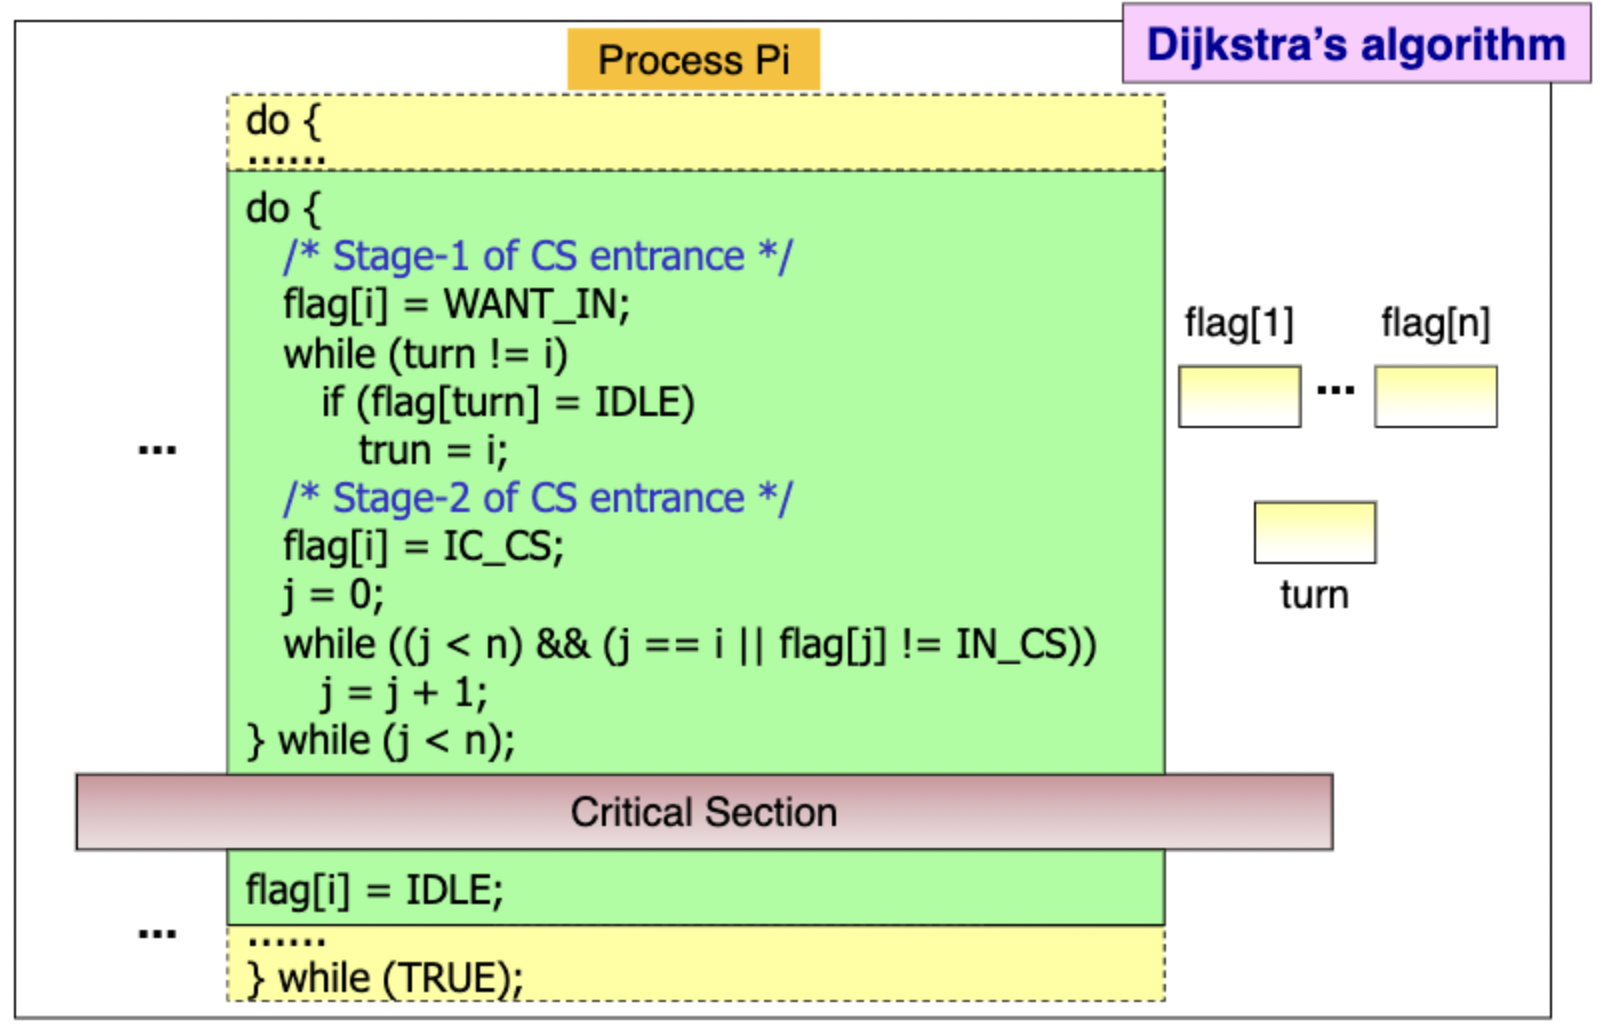 Dijkstra's algorithm
Process Pi
do {
......
do {
/* Stage-1 of CS entrance */
flag[i] = WANT_IN;
while (turn != i)
if (flag[turn] = IDLE)
trun = i;
/* Stage-2 of CS entrance */
flag[i] = IC_CS;
j = 0;
while ((j < n) && (j == i || flag[j] != IN_CS))
j = j + 1;
} while (j < n);
Critical Section
flag[i] = IDLE;
......
} while (TRUE);
...
...
flag[1]
flag[n]
...
turn